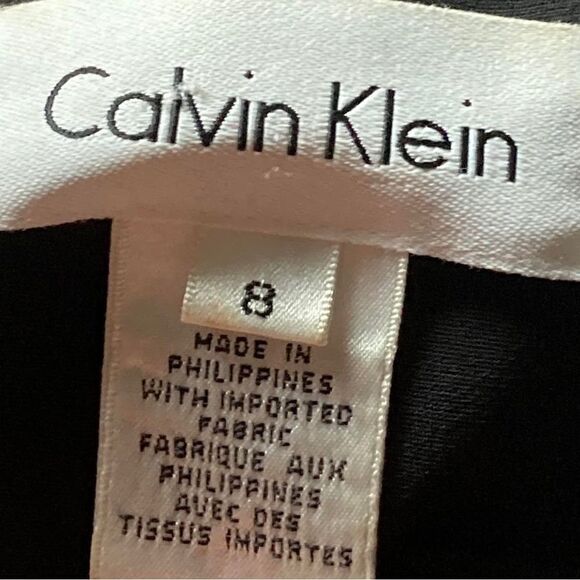 Calvin Klein
8
MADE IN
PHILIPPINES
WITH IMPORTED
FABRIC
FABRIQUE AUX
PHILIPPINES
AVEC DES
TISSUS IMPORTES